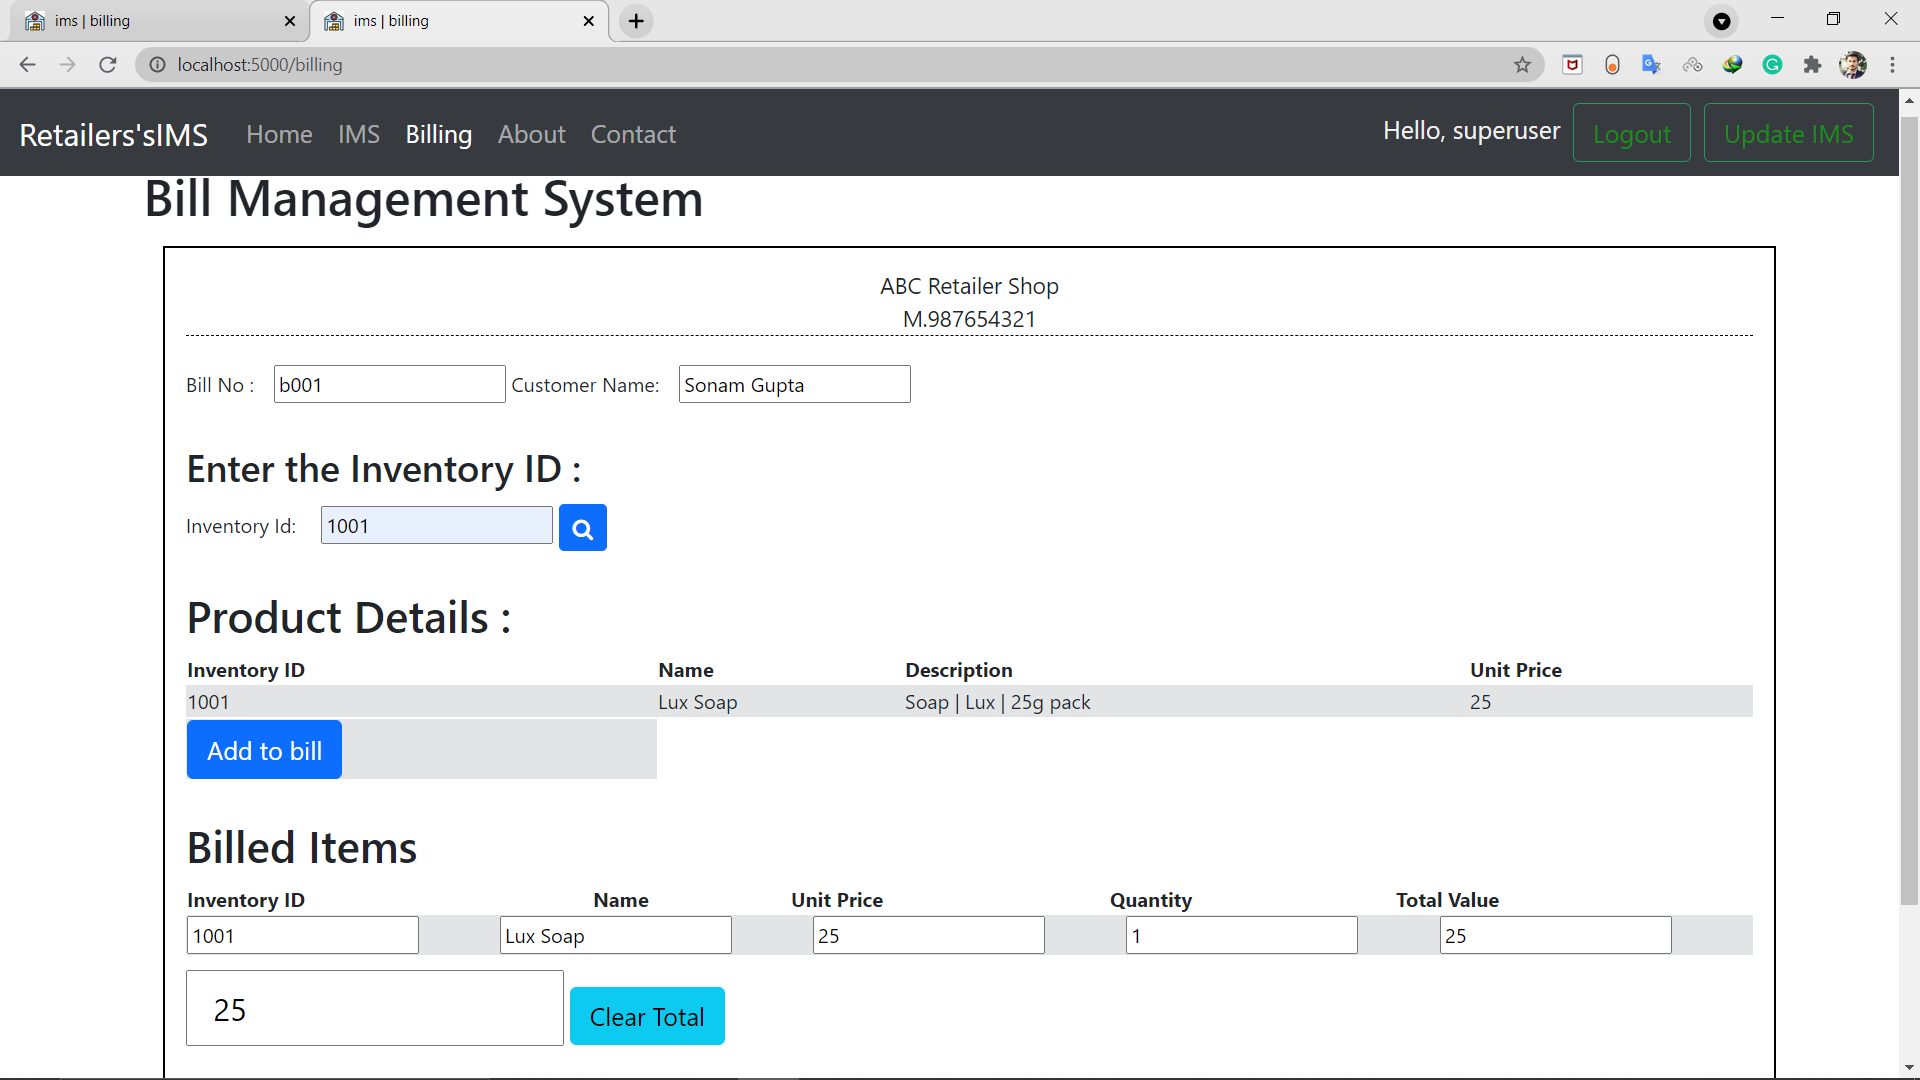 ims | billing
ims | billing
localhost:5000/billing
Retailers'sIMS Home IMS Billing About Contact Hello, superuser Logout Update IMS
Bill Management System
ABC Retailer Shop
M.987654321
Bill No : b001 Customer Name: Sonam Gupta
Enter the Inventory ID :
Inventory Id: 1001
Product Details :
Inventory ID Name Description Unit Price
1001 Lux Soap Soap | Lux | 25g pack 25
Add to bill
Billed Items
Inventory ID Name Unit Price Quantity Total Value
1001 Lux Soap 25 1 25
25 Clear Total